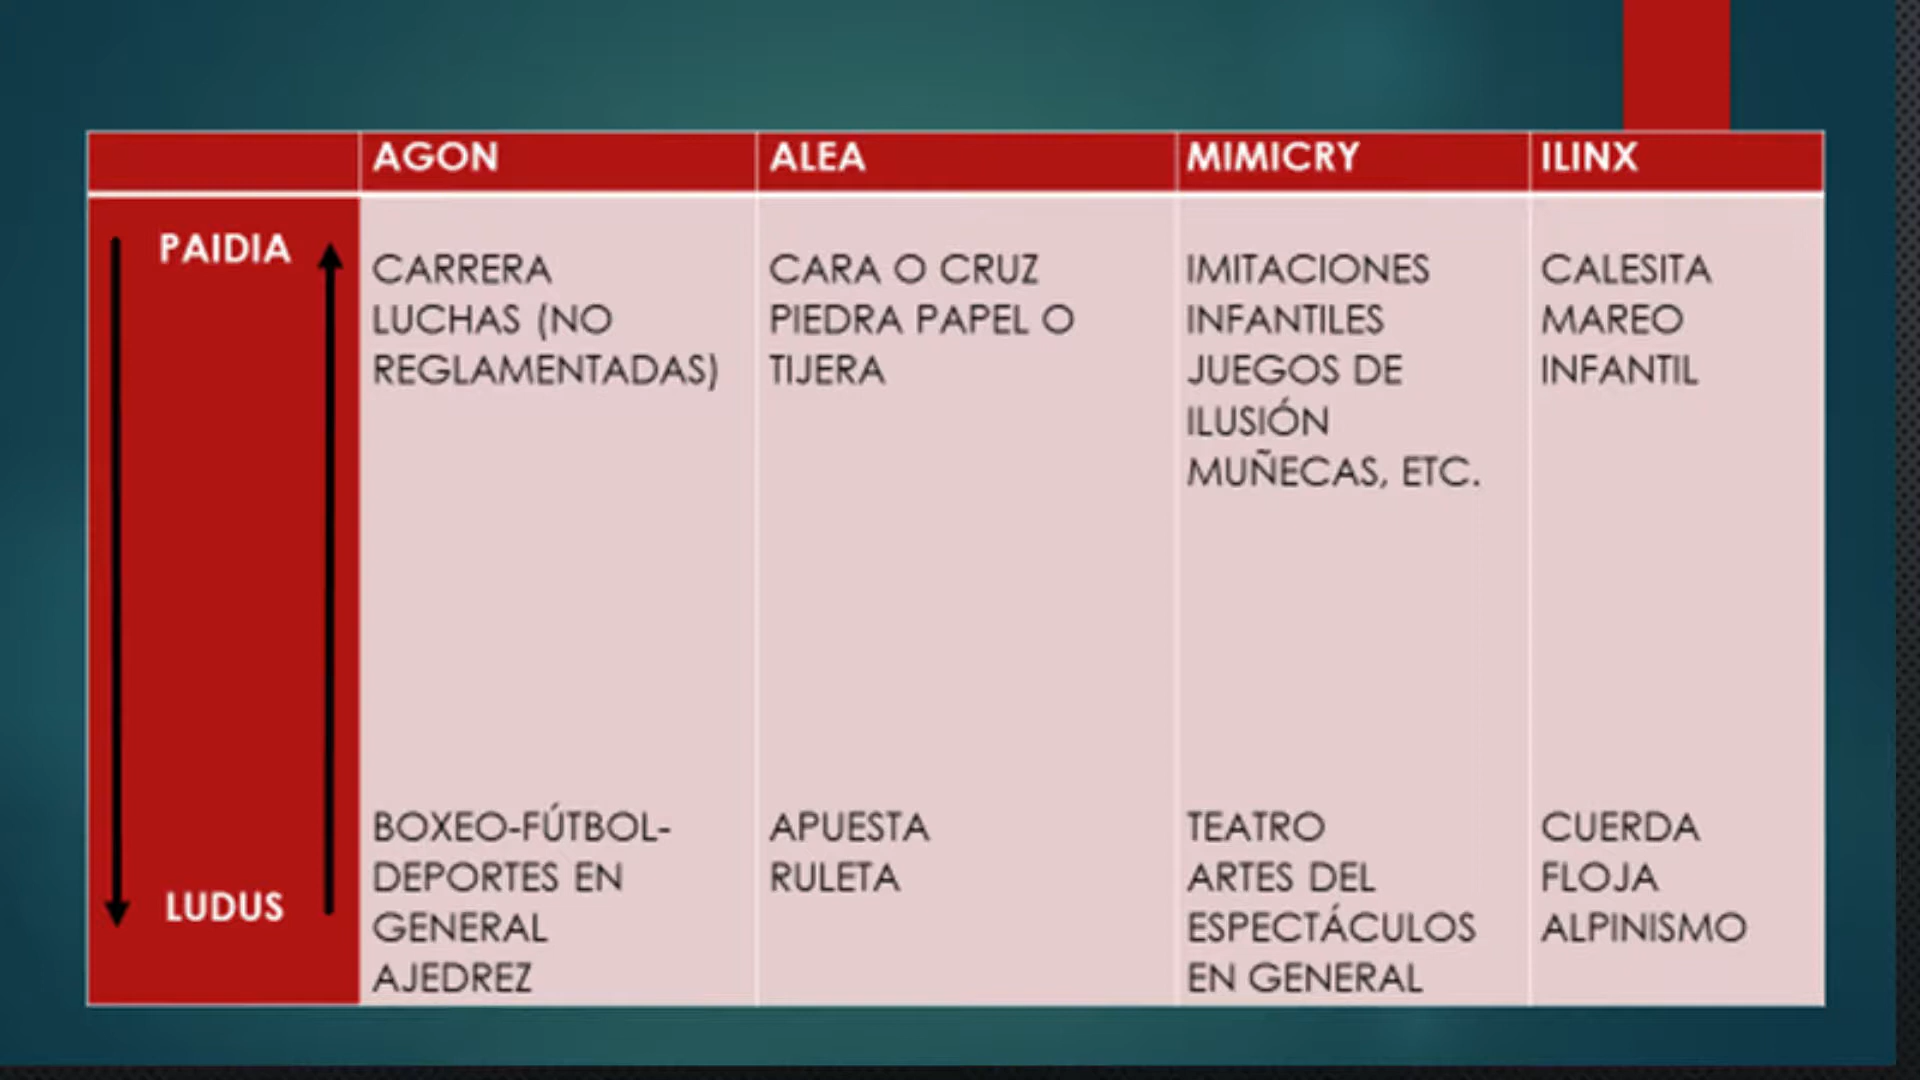 AGON
ALEA
MIMICRY
ILINX
PAIDIA
CARRERA
LUCHAS (NO
REGLAMENTADAS)
CARA O CRUZ
PIEDRA PAPEL O
TIJERA
IMITACIONES
INFANTILES
JUEGOS DE
ILUSIÓN
MUÑECAS, ETC.
CALESITA
MAREO
INFANTIL
LUDUS
BOXEO-FÚTBOL-
DEPORTES EN
GENERAL
AJEDREZ
APUESTA
RULETA
TEATRO
ARTES DEL
ESPECTÁCULOS
EN GENERAL
CUERDA
FLOJA
ALPINISMO